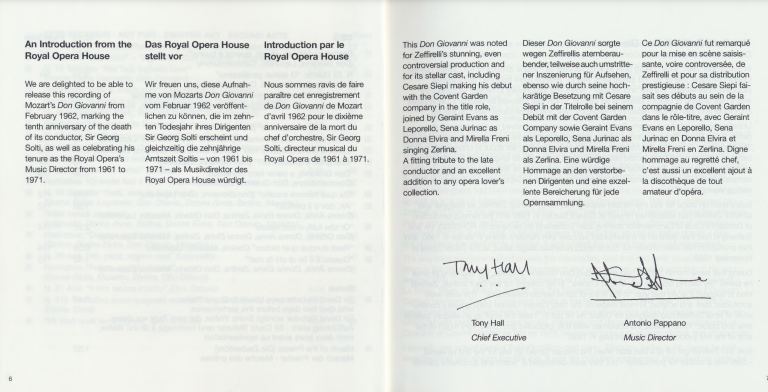 An Introduction from the
Royal Opera House
We are delighted to be able to
release this recording of
Mozart's Don Giovanni from
February 1962, marking the
tenth anniversary of the death
of its conductor, Sir Georg
Solti, as well as celebrating his
tenure as the Royal Opera's
Music Director from 1961 to
1971.
Das Royal Opera House
stellt vor
Wir freuen uns, diese Aufnah-
me von Mozarts Don Giovanni
vom Februar 1962 veröffent-
lichen zu können, die im zehn-
ten Todesjahr ihres Dirigenten
Sir Georg Solti erscheint und
gleichzeitig die zehnjährige
Amtszeit Soltis – von 1961 bis
1971 – als Musikdirektor des
Royal Opera House würdigt.
Introduction par le
Royal Opera House
Nous sommes ravis de faire
paraître cet enregistrement
de Don Giovanni de Mozart
d'avril 1962 pour le dixième
anniversaire de la mort du
chef d'orchestre, Sir Georg
Solti, directeur musical du
Royal Opera de 1961 à 1971.
6
This Don Giovanni was noted
for Zeffirelli's stunning, even
controversial production and
for its stellar cast, including
Cesare Siepi making his debut
with the Covent Garden
company in the title role,
joined by Geraint Evans as
Leporello, Sena Jurinac as
Donna Elvira and Mirella Freni
singing Zerlina.
A fitting tribute to the late
conductor and an excellent
addition to any opera lover's
collection.
Dieser Don Giovanni sorgte
wegen Zeffirellis atemberau-
bender, teilweise auch umstritte-
ner Inszenierung für Aufsehen,
ebenso wie durch seine hoch-
karätige Besetzung mit Cesare
Siepi in der Titelrolle bei seinem
Debüt mit der Covent Garden
Company sowie Geraint Evans
als Leporello, Sena Jurinac als
Donna Elvira und Mirella Freni
als Zerlina. Eine würdige
Hommage an den verstorbe-
nen Dirigenten und eine exzel-
lente Bereicherung für jede
Opernsammlung.
Ce Don Giovanni fut remarqué
pour la mise en scène saisis-
sante, voire controversée, de
Zeffirelli et pour sa distribution
prestigieuse : Cesare Siepi fai-
sait ses débuts au sein de la
compagnie de Covent Garden
dans le rôle-titre, avec Geraint
Evans en Leporello, Sena
Jurinac en Donna Elvira et
Mirella Freni en Zerlina. Digne
hommage au regretté chef,
c'est aussi un excellent ajout à
la discothèque de tout
amateur d'opéra.
Tony Hall
Tony Hall
Chief Executive
Antonio Pappano
Music Director